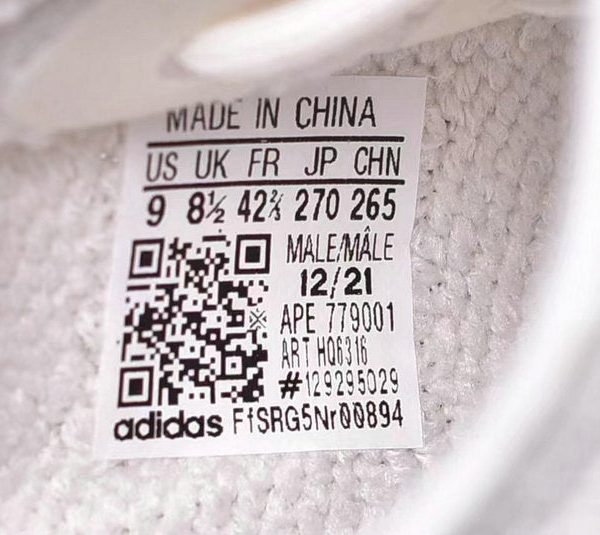 MADE IN CHINA
US UK FR JP CHN
9 8½ 42⅔ 270 265
MALE/MÂLE
12/21
APE 779001
ART HQ6316
#129295029
adidas FfSRG5Nr00894